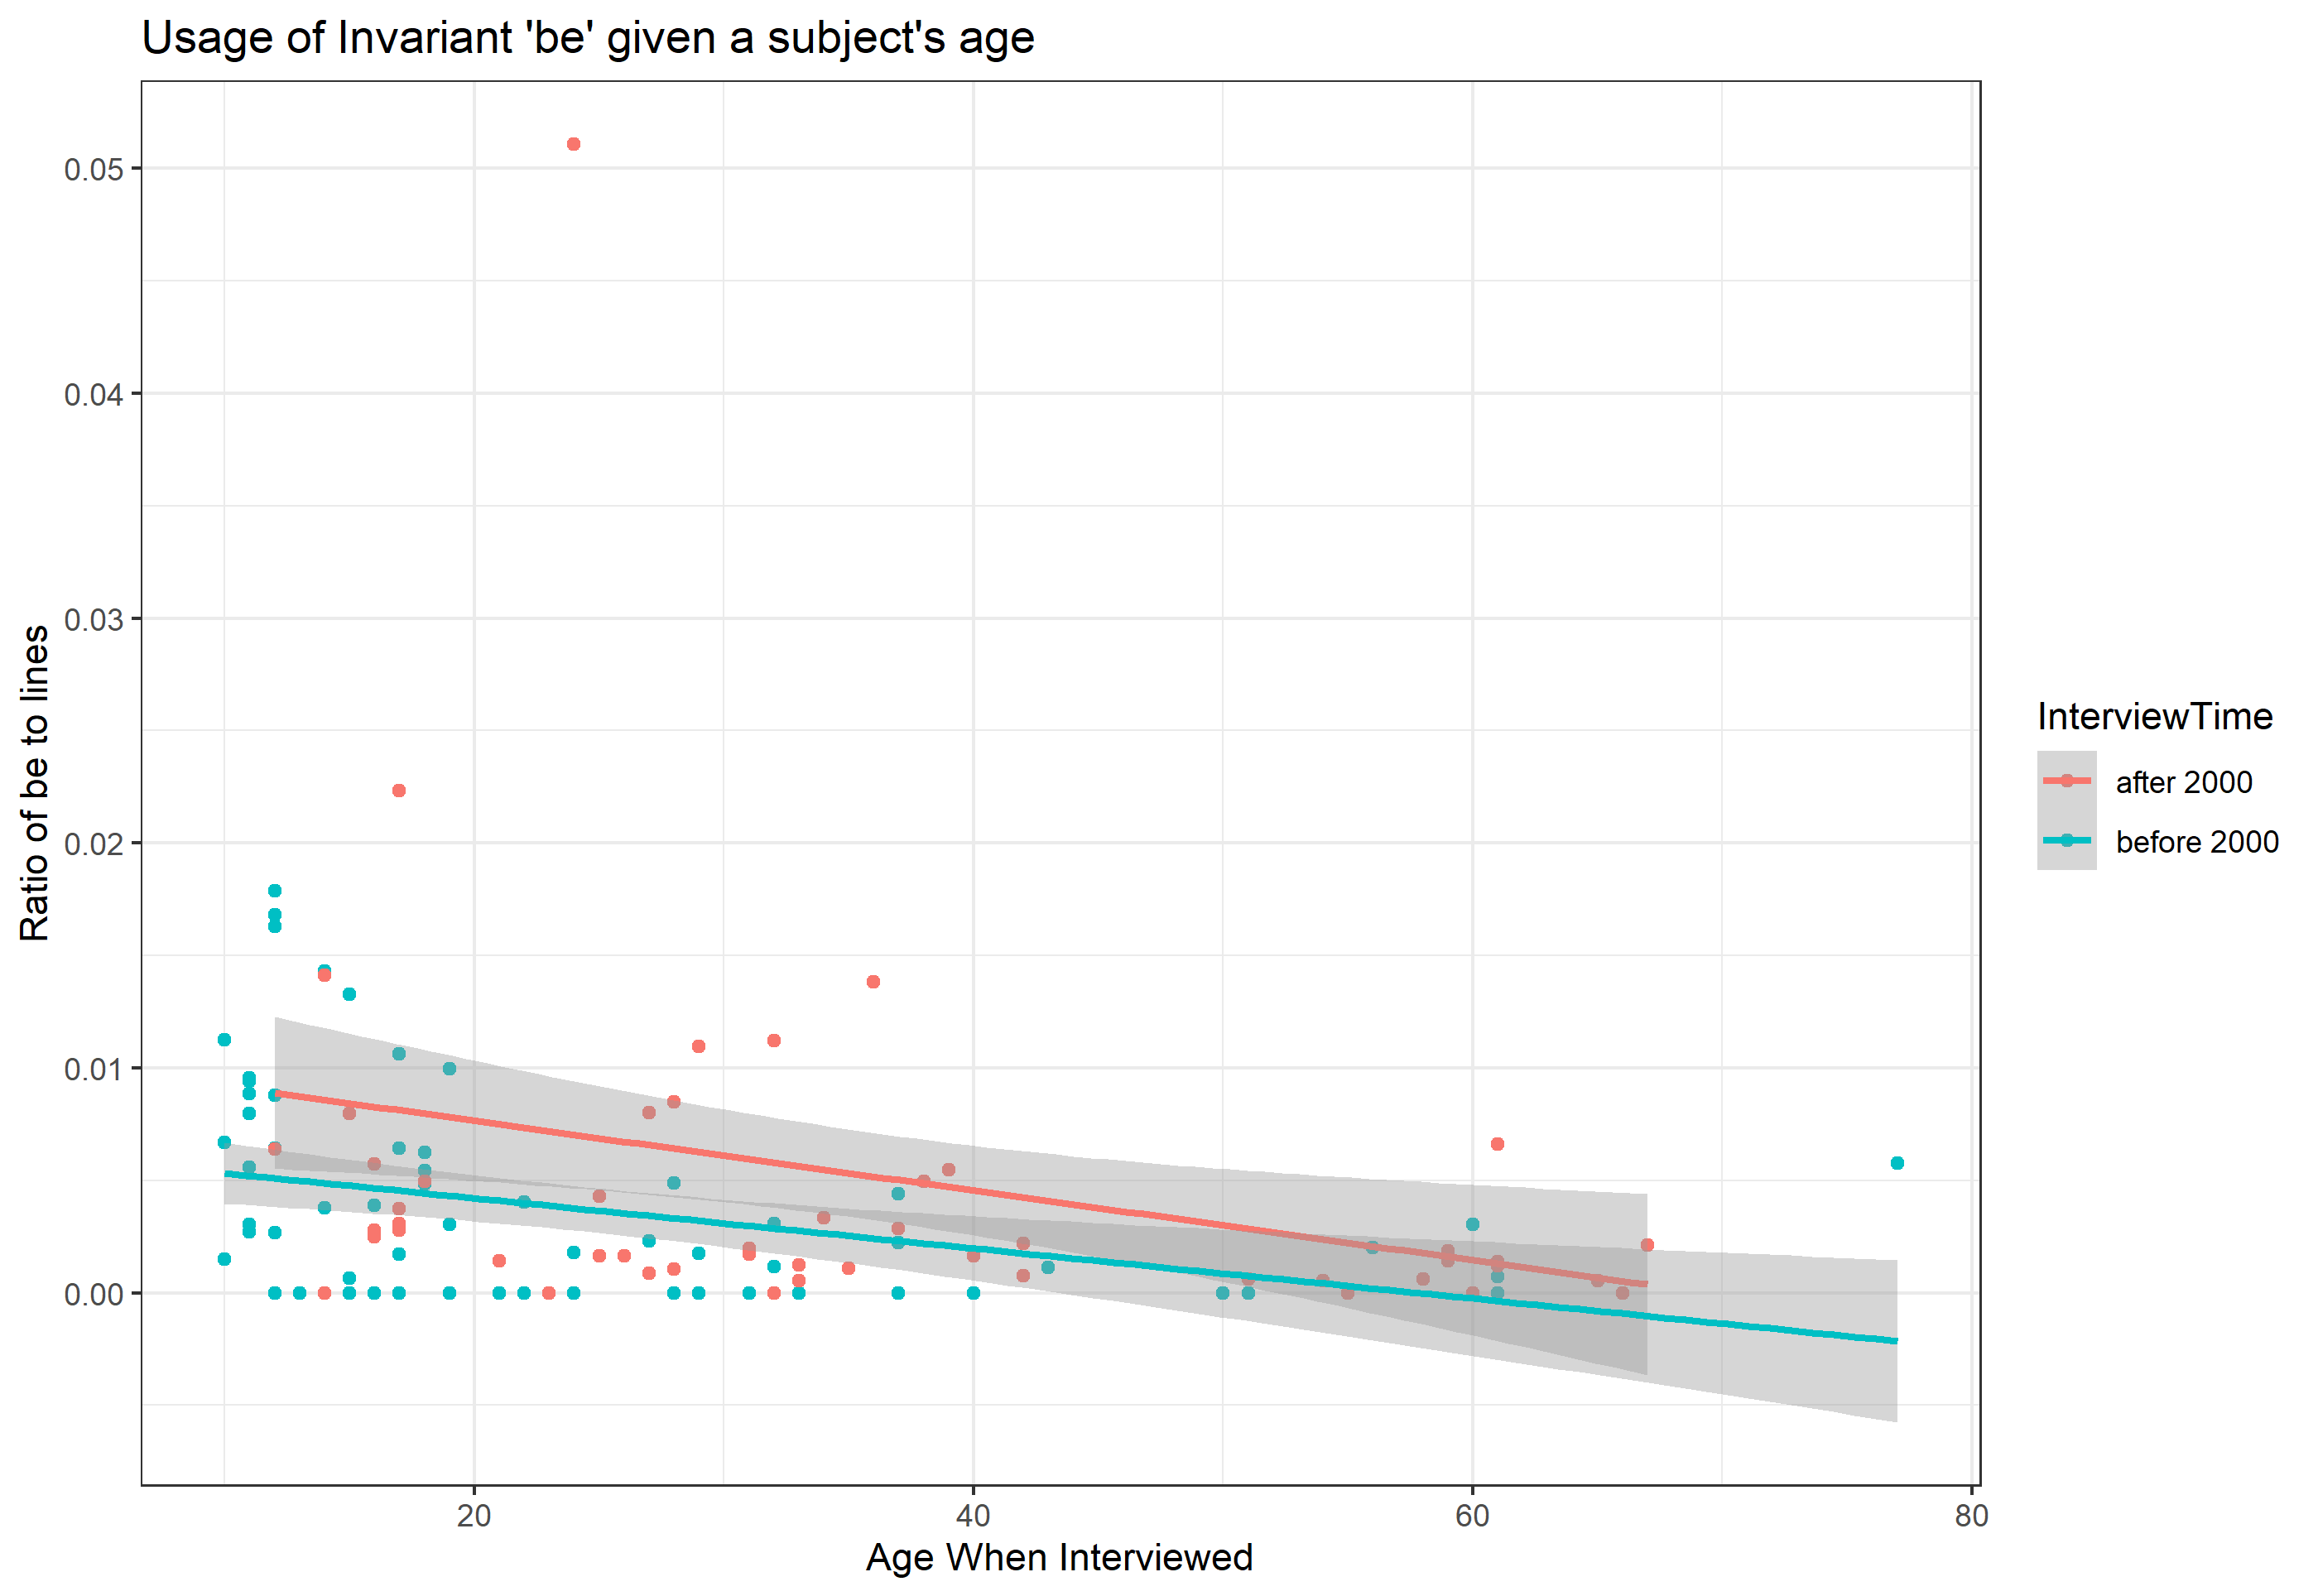 Usage of Invariant 'be' given a subject's age
0.05
0.04
0.03
0.02
0.01
0.00
Ratio of be to lines
20
40
60
80
Age When Interviewed
InterviewTime
after 2000
before 2000